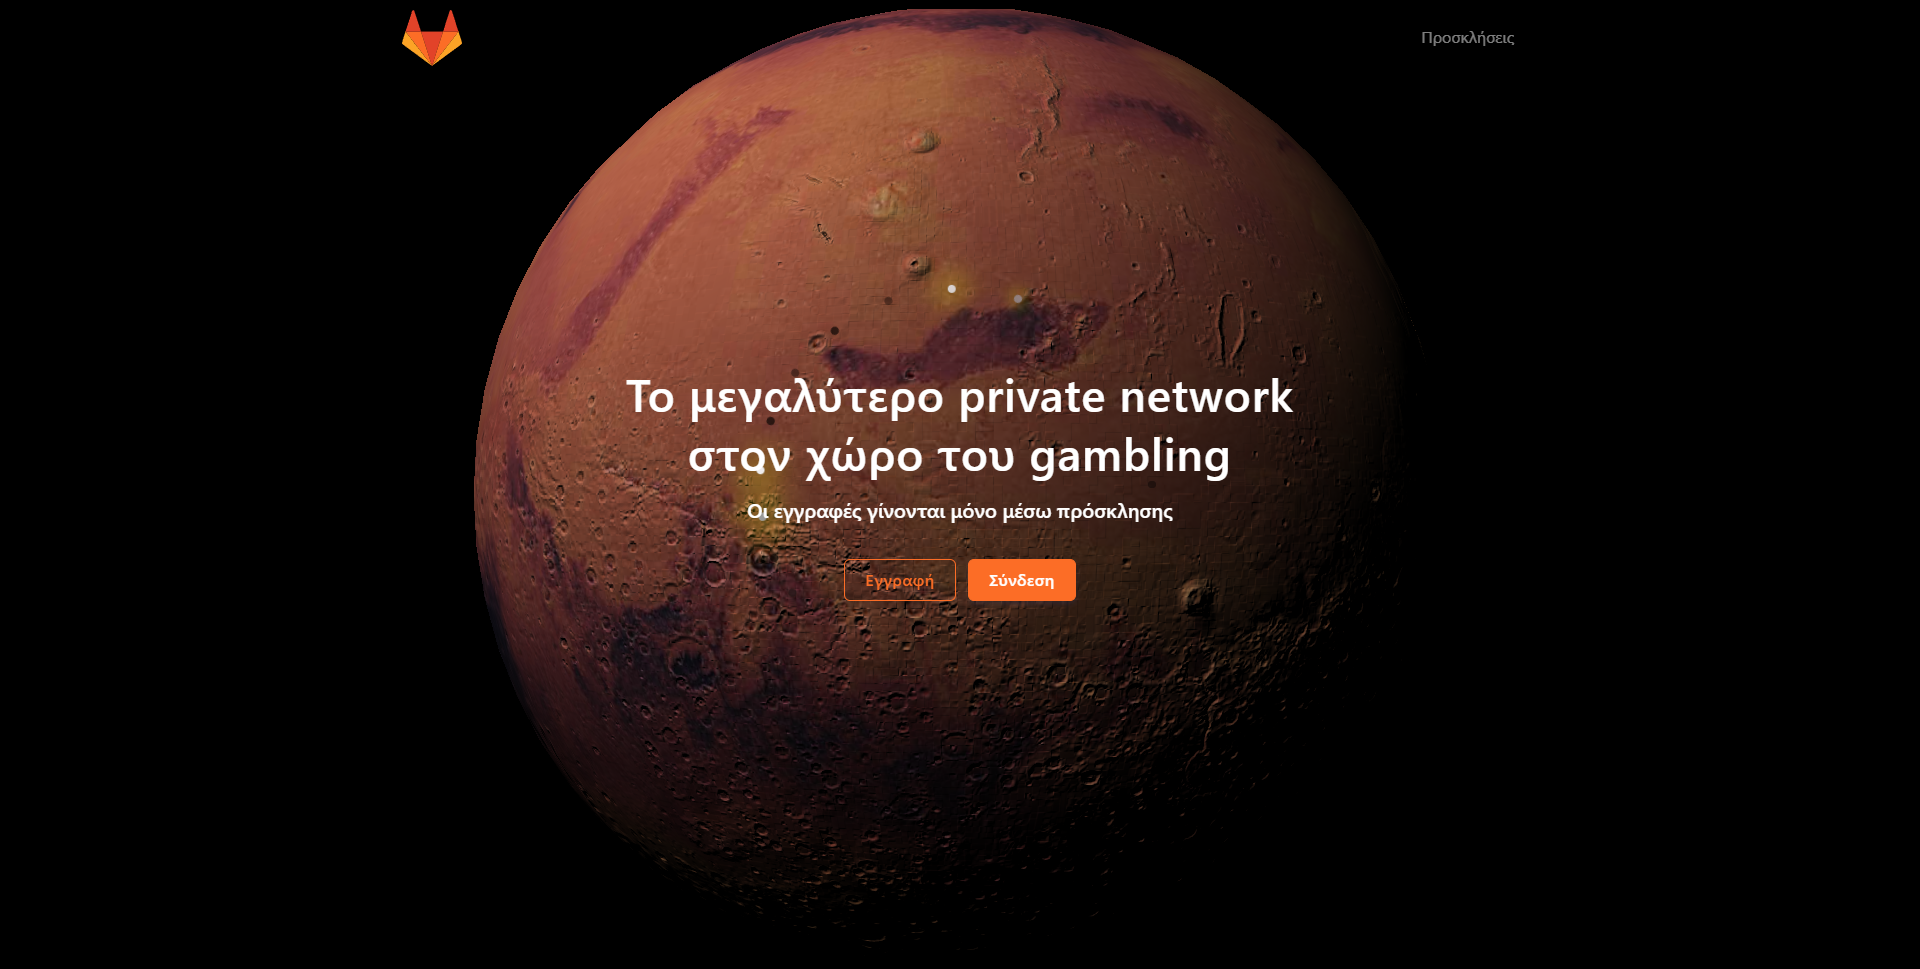 Προσκλήσεις
Το μεγαλύτερο private network
στον χώρο του gambling
Οι εγγραφές γίνονται μόνο μέσω πρόσκλησης
Εγγραφή
Σύνδεση